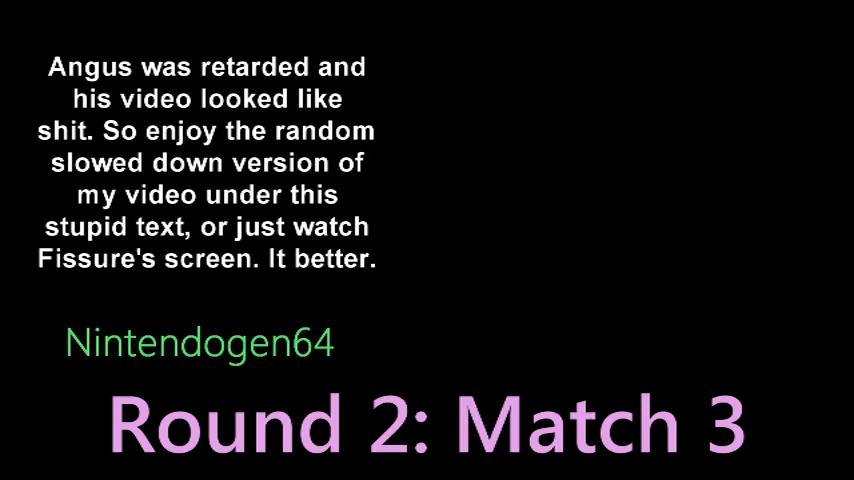 Angus was retarded and
his video looked like
shit. So enjoy the random
slowed down version of
my video under this
stupid text, or just watch
Fissure's screen. It better.
Nintendogen64
Round 2: Match 3